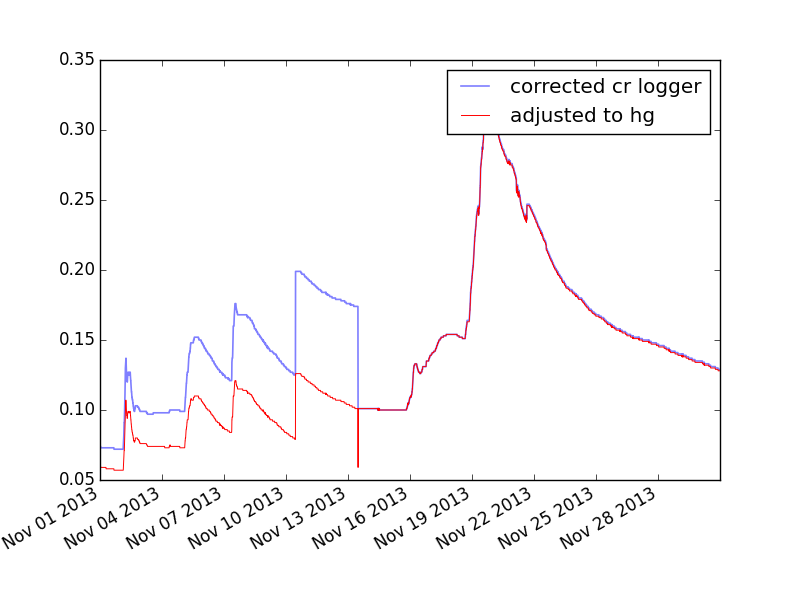 0.35
0.30
0.25
0.20
0.15
0.10
0.05
corrected cr logger
adjusted to hg
Nov 01 2013
Nov 04 2013
Nov 07 2013
Nov 10 2013
Nov 13 2013
Nov 16 2013
Nov 19 2013
Nov 22 2013
Nov 25 2013
Nov 28 2013